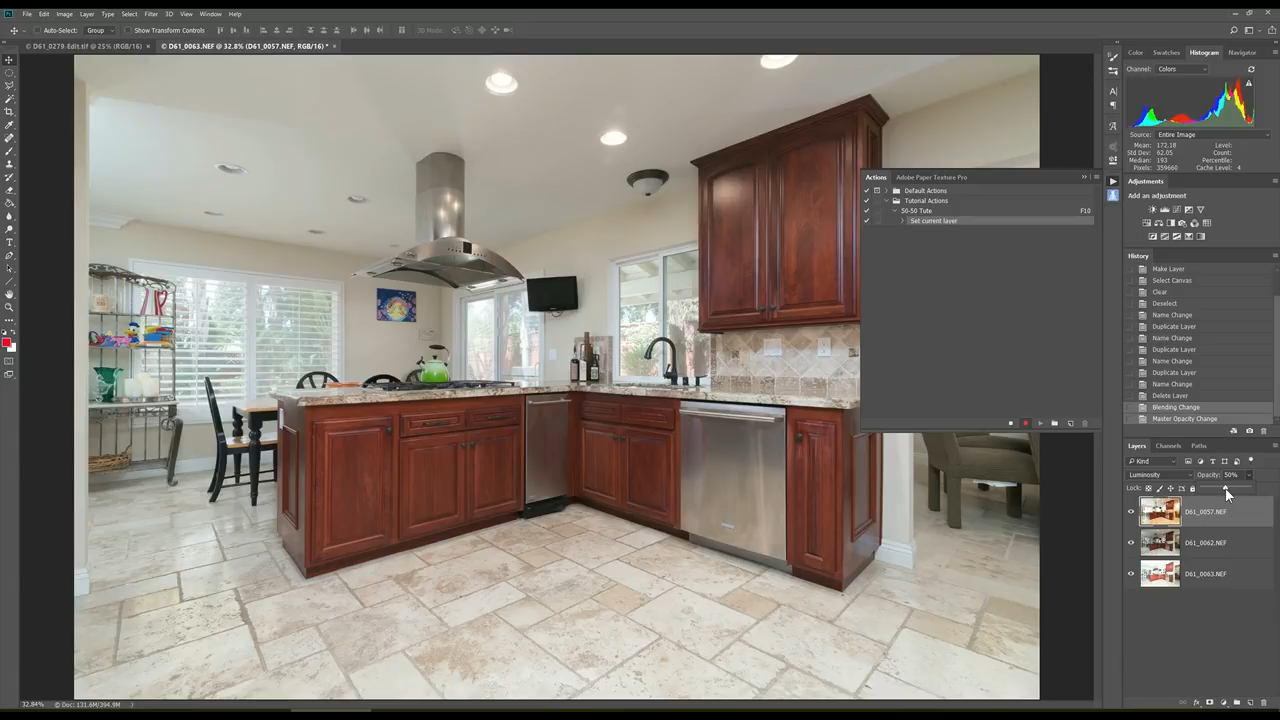 Ps File Edit Image Layer Type Select Filter 3D View Window Help
Auto-Select: Group Show Transform Controls 3D Mode:
D61_0279-Edit.tif @ 25% (RGB/16) × D61_0063.NEF @ 32.8% (D61_0057.NEF, RGB/16) * ×
Color Swatches Histogram Navigator
Channel: Colors
Source: Entire Image
Mean: 172.18 Level:
Std Dev: 62.05 Count:
Median: 193 Percentile:
Pixels: 359660 Cache Level: 4
Actions Adobe Paper Texture Pro
Default Actions
Tutorial Actions
50-50 Tute F10
Set current layer
Adjustments
Add an adjustment
History
Make Layer
Select Canvas
Clear
Deselect
Name Change
Duplicate Layer
Name Change
Duplicate Layer
Name Change
Duplicate Layer
Name Change
Delete Layer
Blending Change
Master Opacity Change
Layers Channels Paths
Kind
Luminosity Opacity: 50%
Lock:
D61_0057.NEF
D61_0062.NEF
D61_0063.NEF
32.84% Doc: 131.6M/394.9M